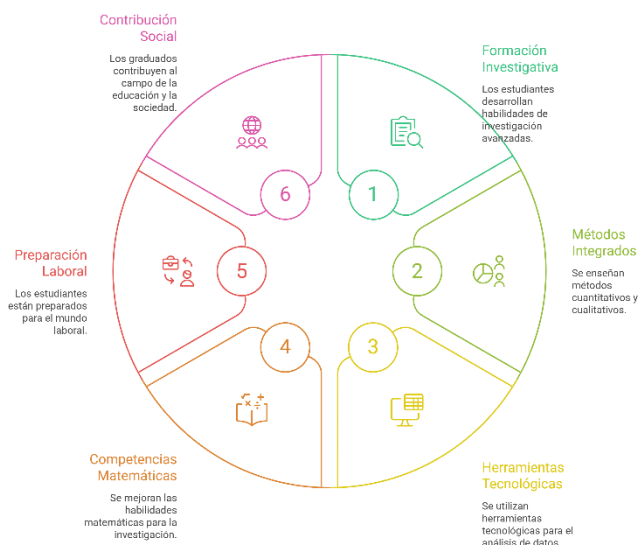 Contribución
Social
Los graduados
contribuyen al
campo de la
educación y la
sociedad.
Formación
Investigativa
Los estudiantes
desarrollan
habilidades de
investigación
avanzadas.
6
1
Preparación
Laboral
Los estudiantes
están preparados
para el mundo
laboral.
5
2
Métodos
Integrados
Se enseñan
métodos
cuantitativos y
cualitativos.
4
3
Competencias
Matemáticas
Se mejoran las
habilidades
matemáticas para la
investigación.
Herramientas
Tecnológicas
Se utilizan
herramientas
tecnológicas para el
análisis de datos